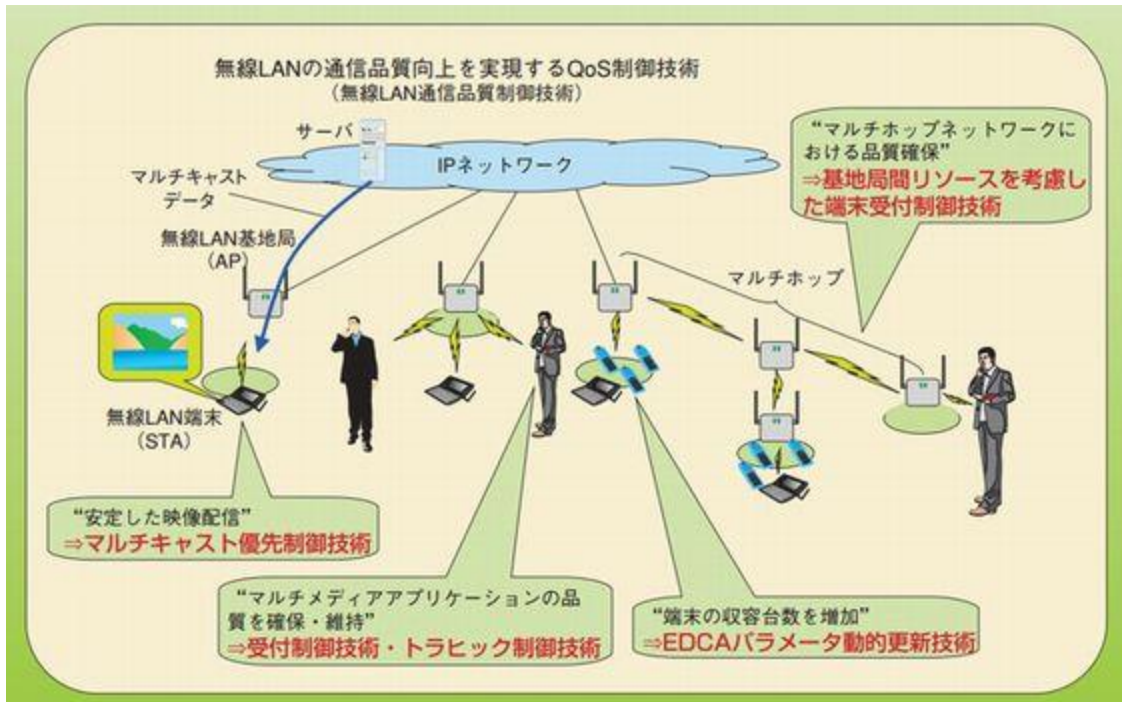 無線LANの通信品質向上を実現するQoS制御技術
（無線LAN通信品質制御技術）
サーバ
IPネットワーク
マルチキャスト
データ
無線LAN基地局
（AP）
マルチホップ
“マルチホップネットワークに
おける品質確保”
⇒基地局間リソースを考慮し
た端末受付制御技術
無線LAN端末
（STA）
“安定した映像配信”
⇒マルチキャスト優先制御技術
“マルチメディアアプリケーションの品
質を確保・維持”
⇒受付制御技術・トラヒック制御技術
“端末の収容台数を増加”
⇒EDCAパラメータ動的更新技術